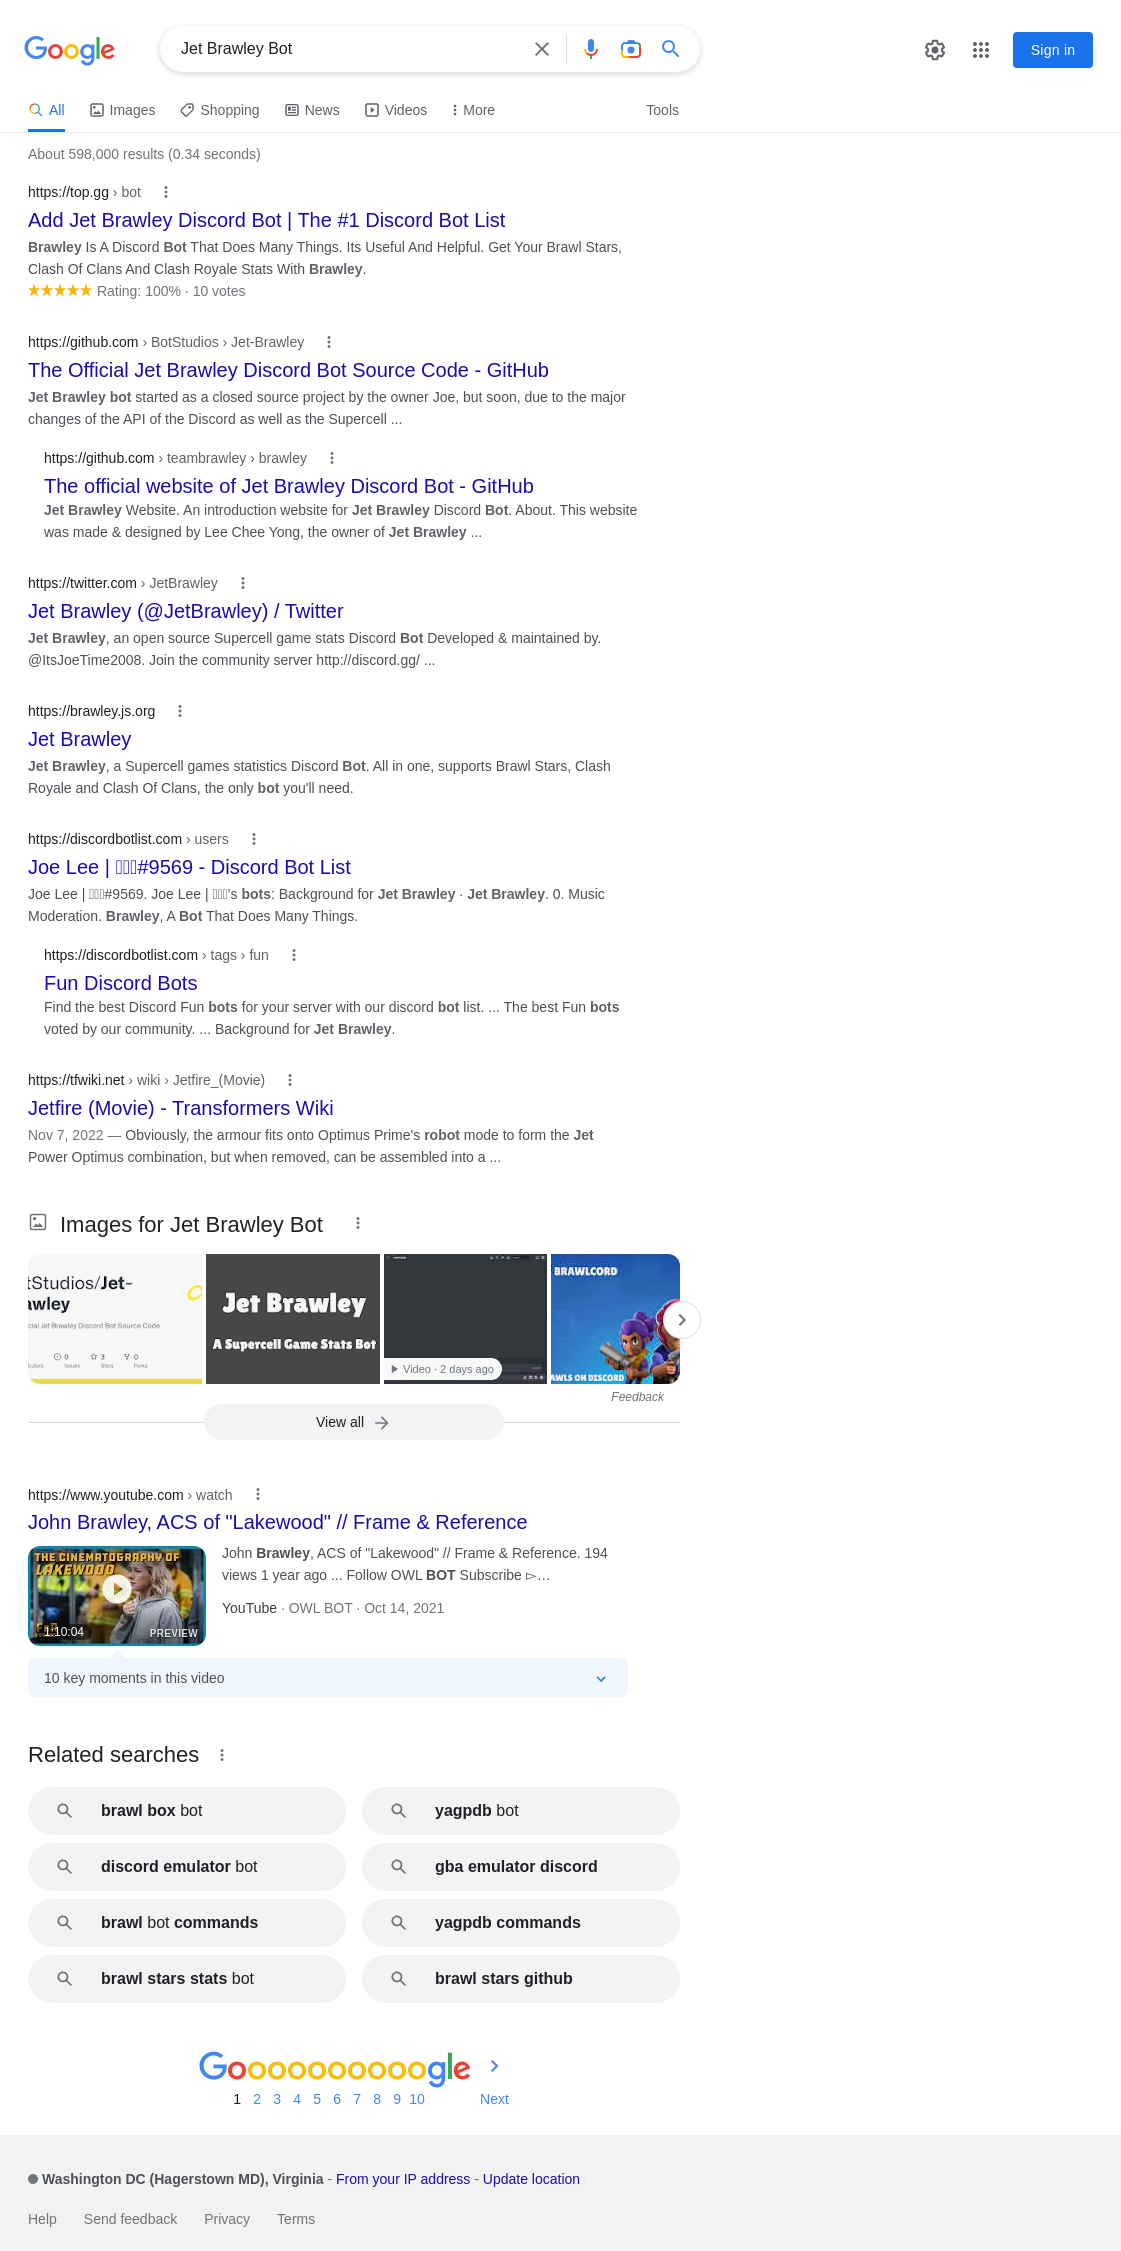 Google
Jet Brawley Bot
Sign in
All
Images
Shopping
News
Videos
More
Tools
About 598,000 results (0.34 seconds)
https://top.gg › bot
Add Jet Brawley Discord Bot | The #1 Discord Bot List
Brawley Is A Discord Bot That Does Many Things. Its Useful And Helpful. Get Your Brawl Stars,
Clash Of Clans And Clash Royale Stats With Brawley.
Rating: 100% · 10 votes
https://github.com › BotStudios › Jet-Brawley
The Official Jet Brawley Discord Bot Source Code - GitHub
Jet Brawley bot started as a closed source project by the owner Joe, but soon, due to the major
changes of the API of the Discord as well as the Supercell ...
https://github.com › teambrawley › brawley
The official website of Jet Brawley Discord Bot - GitHub
Jet Brawley Website. An introduction website for Jet Brawley Discord Bot. About. This website
was made & designed by Lee Chee Yong, the owner of Jet Brawley ...
https://twitter.com › JetBrawley
Jet Brawley (@JetBrawley) / Twitter
Jet Brawley, an open source Supercell game stats Discord Bot Developed & maintained by.
@ItsJoeTime2008. Join the community server http://discord.gg/ ...
https://brawley.js.org
Jet Brawley
Jet Brawley, a Supercell games statistics Discord Bot. All in one, supports Brawl Stars, Clash
Royale and Clash Of Clans, the only bot you'll need.
https://discordbotlist.com › users
Joe Lee | #9569 - Discord Bot List
Joe Lee | #9569. Joe Lee | 's bots: Background for Jet Brawley · Jet Brawley. 0. Music
Moderation. Brawley, A Bot That Does Many Things.
https://discordbotlist.com › tags › fun
Fun Discord Bots
Find the best Discord Fun bots for your server with our discord bot list. ... The best Fun bots
voted by our community. ... Background for Jet Brawley.
https://tfwiki.net › wiki › Jetfire_(Movie)
Jetfire (Movie) - Transformers Wiki
Nov 7, 2022 — Obviously, the armour fits onto Optimus Prime's robot mode to form the Jet
Power Optimus combination, but when removed, can be assembled into a ...
Images for Jet Brawley Bot
tStudios/Jet-
awley
cial Jet Brawley Discord Bot Source Code
0
3
0
Issues
Stars
Forks
Jet Brawley
A Supercell Game Stats Bot
Video · 2 days ago
BRAWLCORD
AWLS ON DISCORD
Feedback
View all
https://www.youtube.com › watch
John Brawley, ACS of "Lakewood" // Frame & Reference
THE CINEMATOGRAPHY OF
LAKEWOOD
1:10:04
PREVIEW
John Brawley, ACS of "Lakewood" // Frame & Reference. 194
views 1 year ago ... Follow OWL BOT Subscribe ▻…
YouTube · OWL BOT · Oct 14, 2021
10 key moments in this video
Related searches
brawl box bot
yagpdb bot
discord emulator bot
gba emulator discord
brawl bot commands
yagpdb commands
brawl stars stats bot
brawl stars github
Goooooooooogle
1 2 3 4 5 6 7 8 9 10 Next
Washington DC (Hagerstown MD), Virginia - From your IP address - Update location
Help
Send feedback
Privacy
Terms